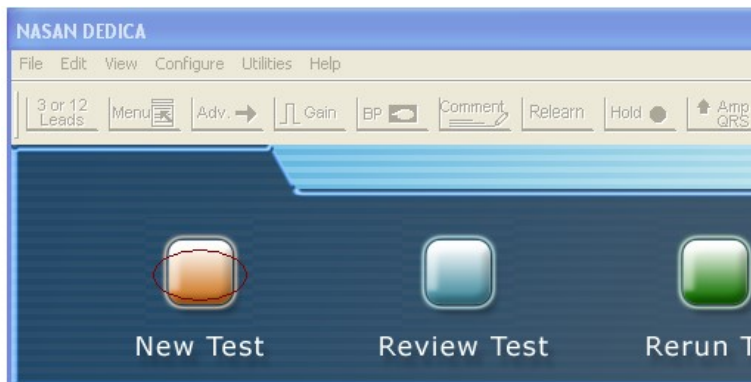 NASAN DEDICA
File Edit View Configure Utilities Help
3 or 12 Leads Menu Adv. Gain BP Comment Relearn Hold Amp QRS
New Test Review Test Rerun T